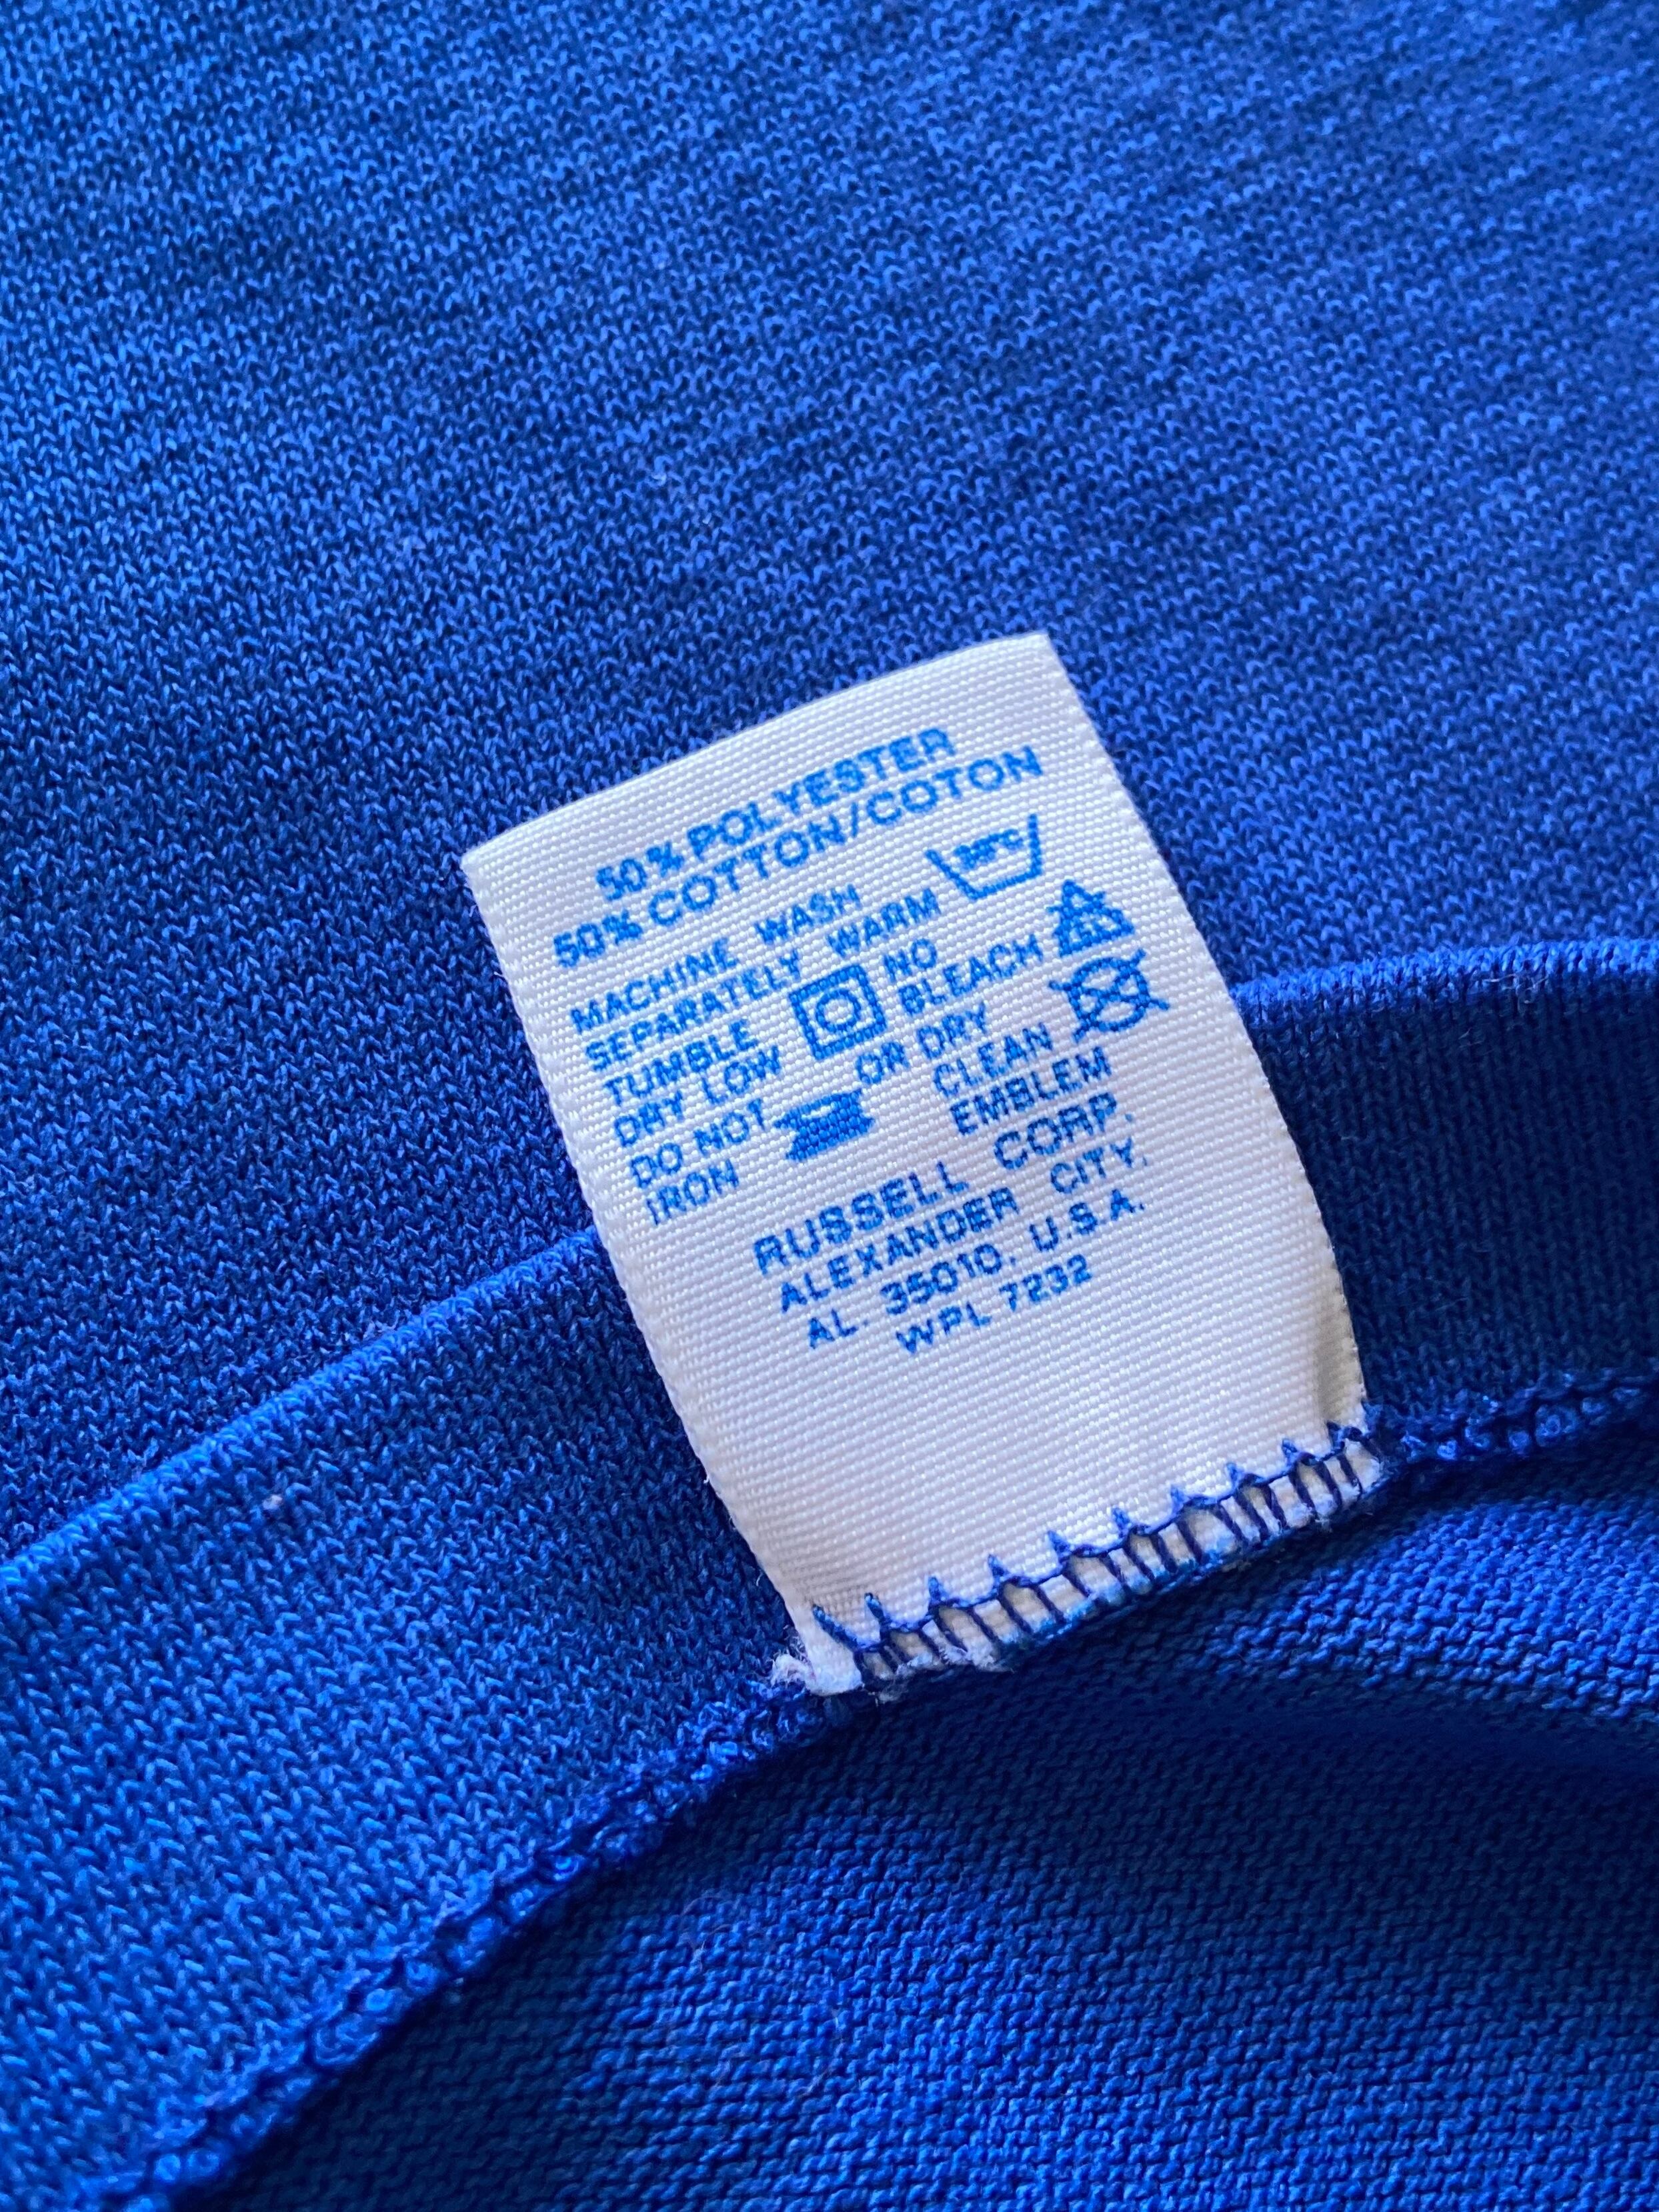 50% POLYESTER
50% COTTON/COTON
MACHINE WASH
SEPARATELY WARM
TUMBLE NO
DRY LOW BLEACH
DO NOT OR DRY
IRON CLEAN
EMBLEM
RUSSELL CORP.
ALEXANDER CITY,
AL. 35010, U.S.A.
WPL 7232